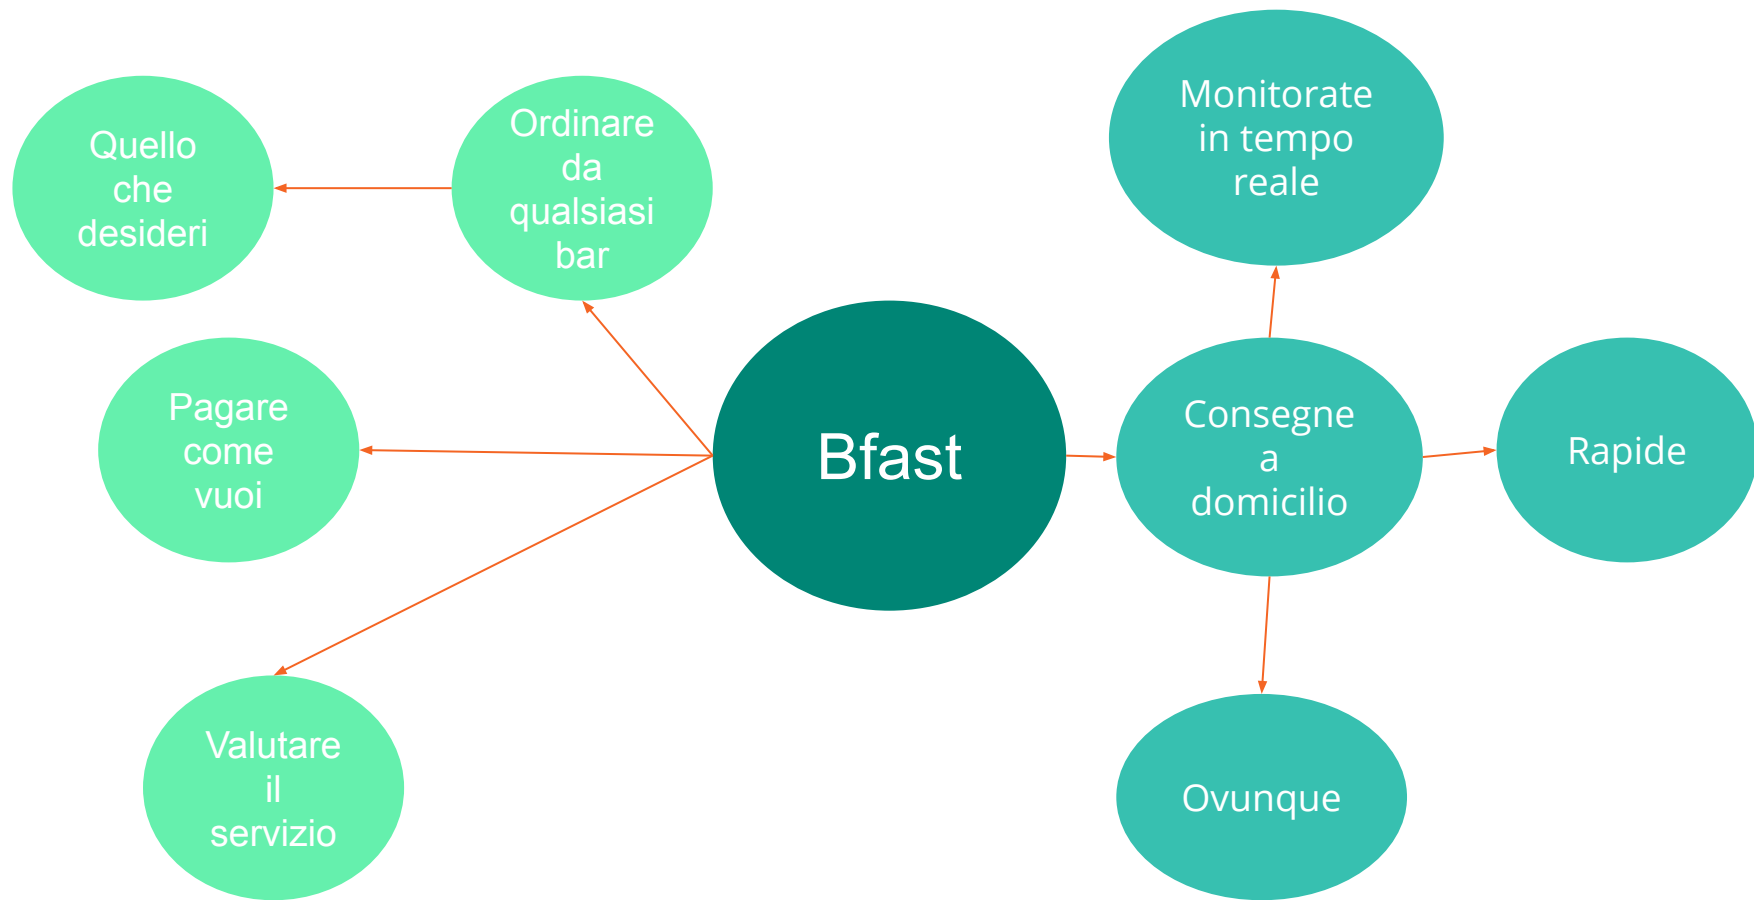 Quello
che
desideri
Ordinare
da
qualsiasi
bar
Pagare
come
vuoi
Valutare
il
servizio
Bfast
Monitorate
in tempo
reale
Consegne
a
domicilio
Rapide
Ovunque